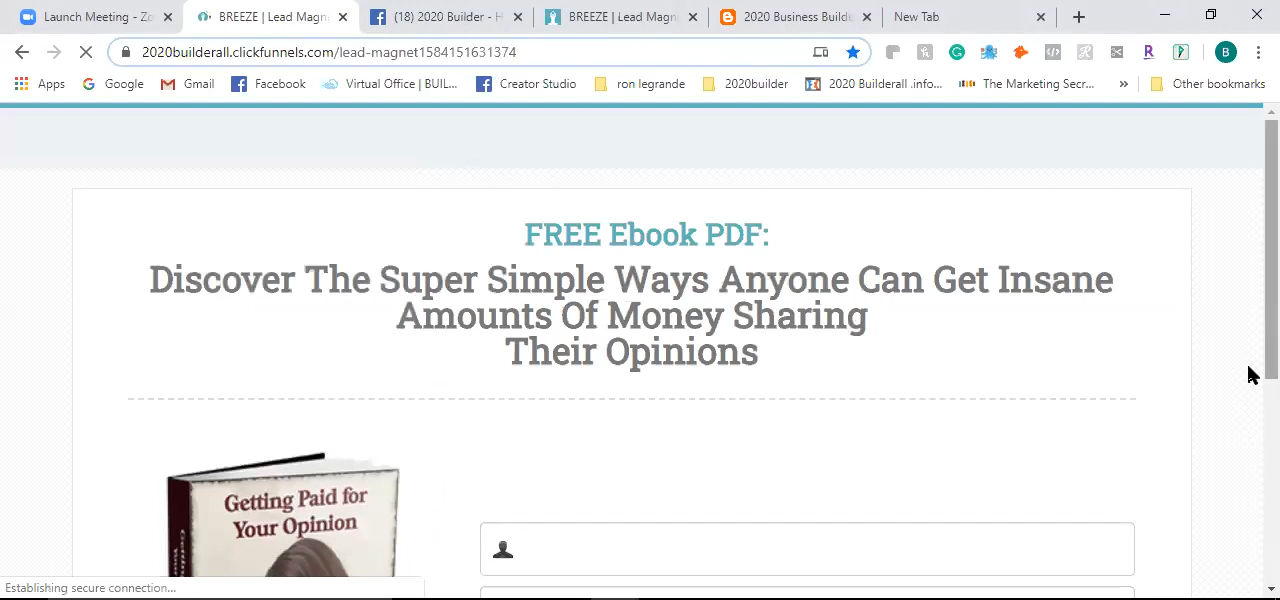 Launch Meeting - Zo
BREEZE | Lead Magn
(18) 2020 Builder - H
BREEZE | Lead Magn
2020 Business Builde
New Tab
2020builderall.clickfunnels.com/lead-magnet1584151631374
B
Apps
Google
Gmail
Facebook
Virtual Office | BUIL...
Creator Studio
ron legrande
2020builder
2020 Builderall .info...
The Marketing Secr...
Other bookmarks
FREE Ebook PDF:
Discover The Super Simple Ways Anyone Can Get Insane
Amounts Of Money Sharing
Their Opinions
Getting Paid for
Your Opinion
Establishing secure connection...